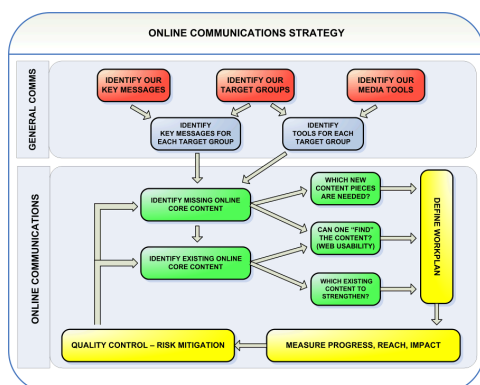 ONLINE COMMUNICATIONS STRATEGY
GENERAL COMMS
IDENTIFY OUR
KEY MESSAGES
IDENTIFY OUR
TARGET GROUPS
IDENTIFY OUR
MEDIA TOOLS
IDENTIFY
KEY MESSAGES FOR
EACH TARGET GROUP
IDENTIFY
TOOLS FOR EACH
TARGET GROUP
ONLINE COMMUNICATIONS
IDENTIFY MISSING ONLINE
CORE CONTENT
IDENTIFY EXISTING ONLINE
CORE CONTENT
WHICH NEW
CONTENT PIECES
ARE NEEDED?
CAN ONE “FIND”
THE CONTENT?
(WEB USABILITY)
WHICH EXISTING
CONTENT TO
STRENGTHEN?
DEFINE WORKPLAN
QUALITY CONTROL – RISK MITIGATION
MEASURE PROGRESS, REACH, IMPACT